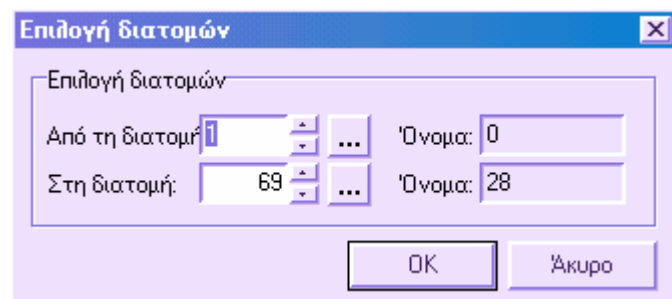 Επιλογή διατομών
Επιλογή διατομών
Από τη διατομή 1 ... Όνομα: 0
Στη διατομή: 69 ... Όνομα: 28
OK Άκυρο